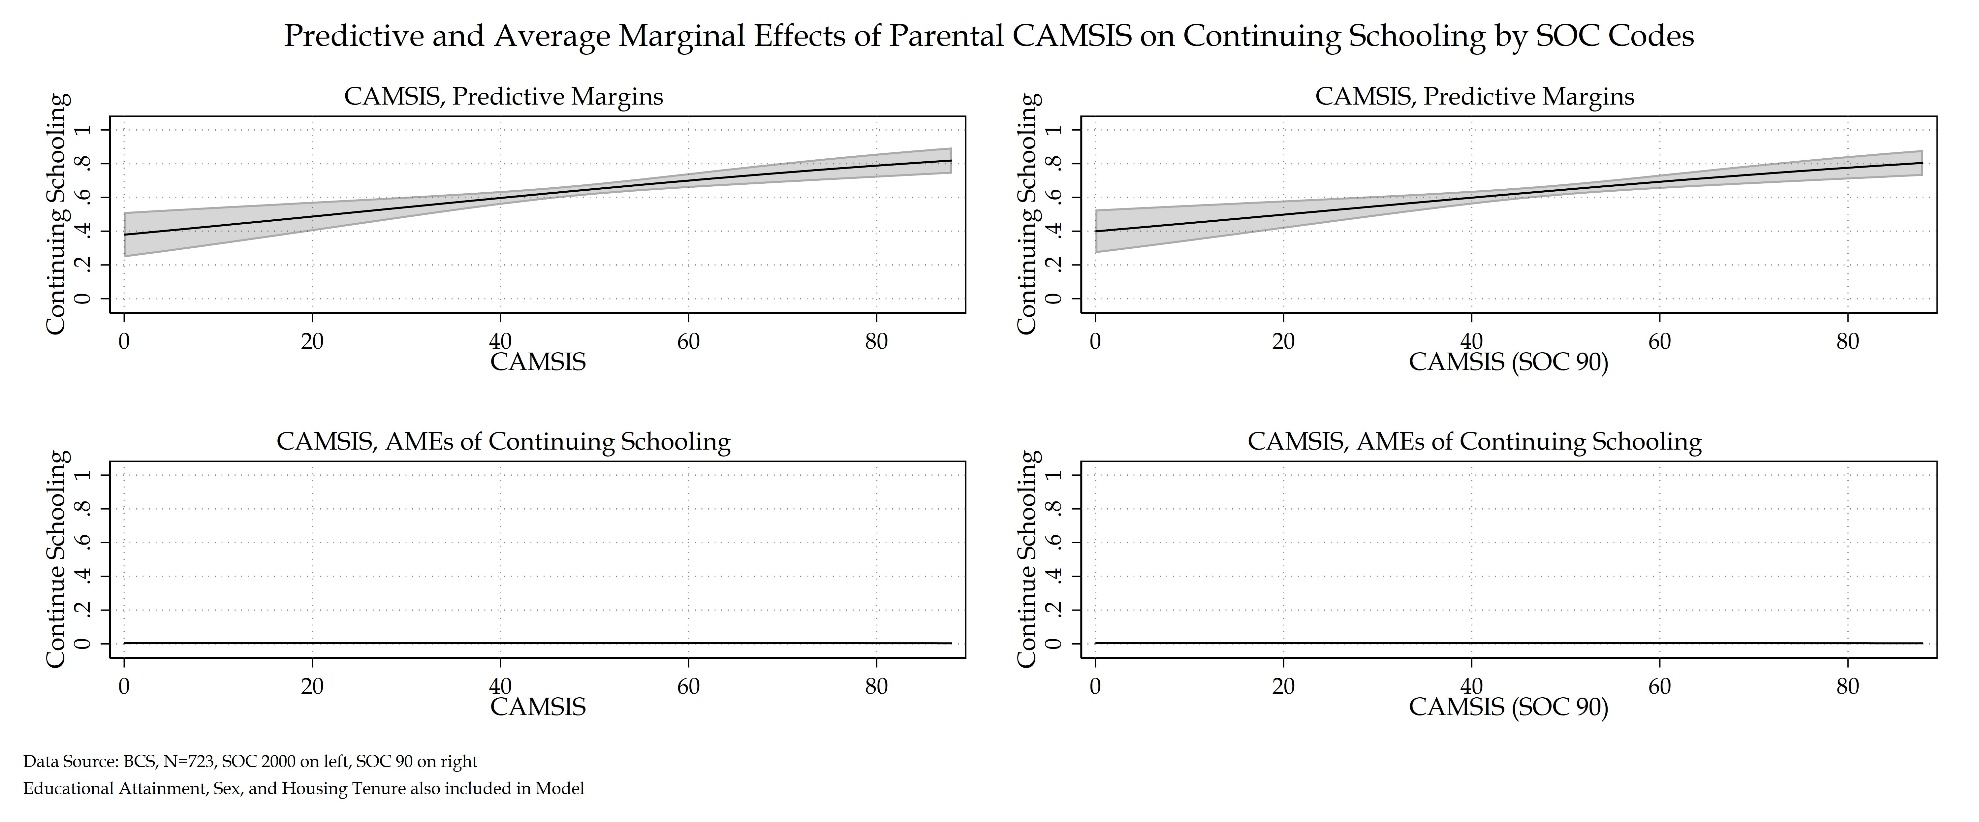 Predictive and Average Marginal Effects of Parental CAMSIS on Continuing Schooling by SOC Codes
CAMSIS, Predictive Margins
Continuing Schooling
1
.8
.6
.4
.2
0
0 20 40 60 80
CAMSIS
CAMSIS, Predictive Margins
Continuing Schooling
1
.8
.6
.4
.2
0
0 20 40 60 80
CAMSIS (SOC 90)
CAMSIS, AMEs of Continuing Schooling
Continue Schooling
1
.8
.6
.4
.2
0
0 20 40 60 80
CAMSIS
CAMSIS, AMEs of Continuing Schooling
Continue Schooling
1
.8
.6
.4
.2
0
0 20 40 60 80
CAMSIS (SOC 90)
Data Source: BCS, N=723, SOC 2000 on left, SOC 90 on right
Educational Attainment, Sex, and Housing Tenure also included in Model